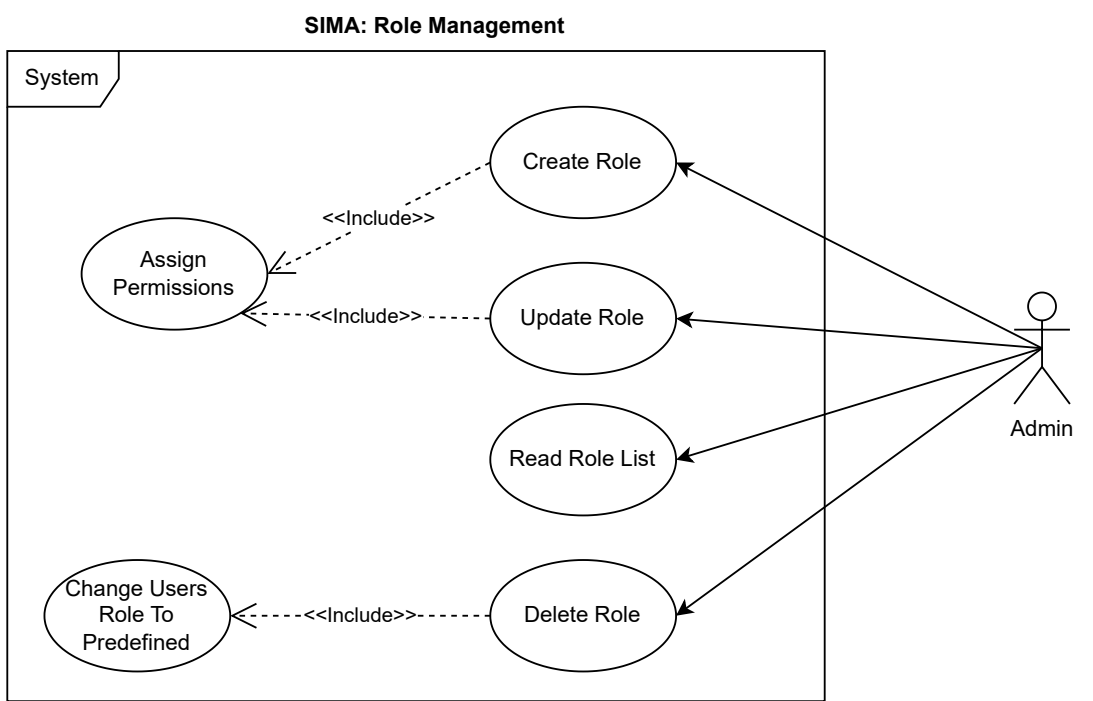 SIMA: Role Management
System
Create Role
<<Include>>
Assign
Permissions
<<Include>>
Update Role
Read Role List
Admin
Change Users
Role To
Predefined
<<Include>>
Delete Role